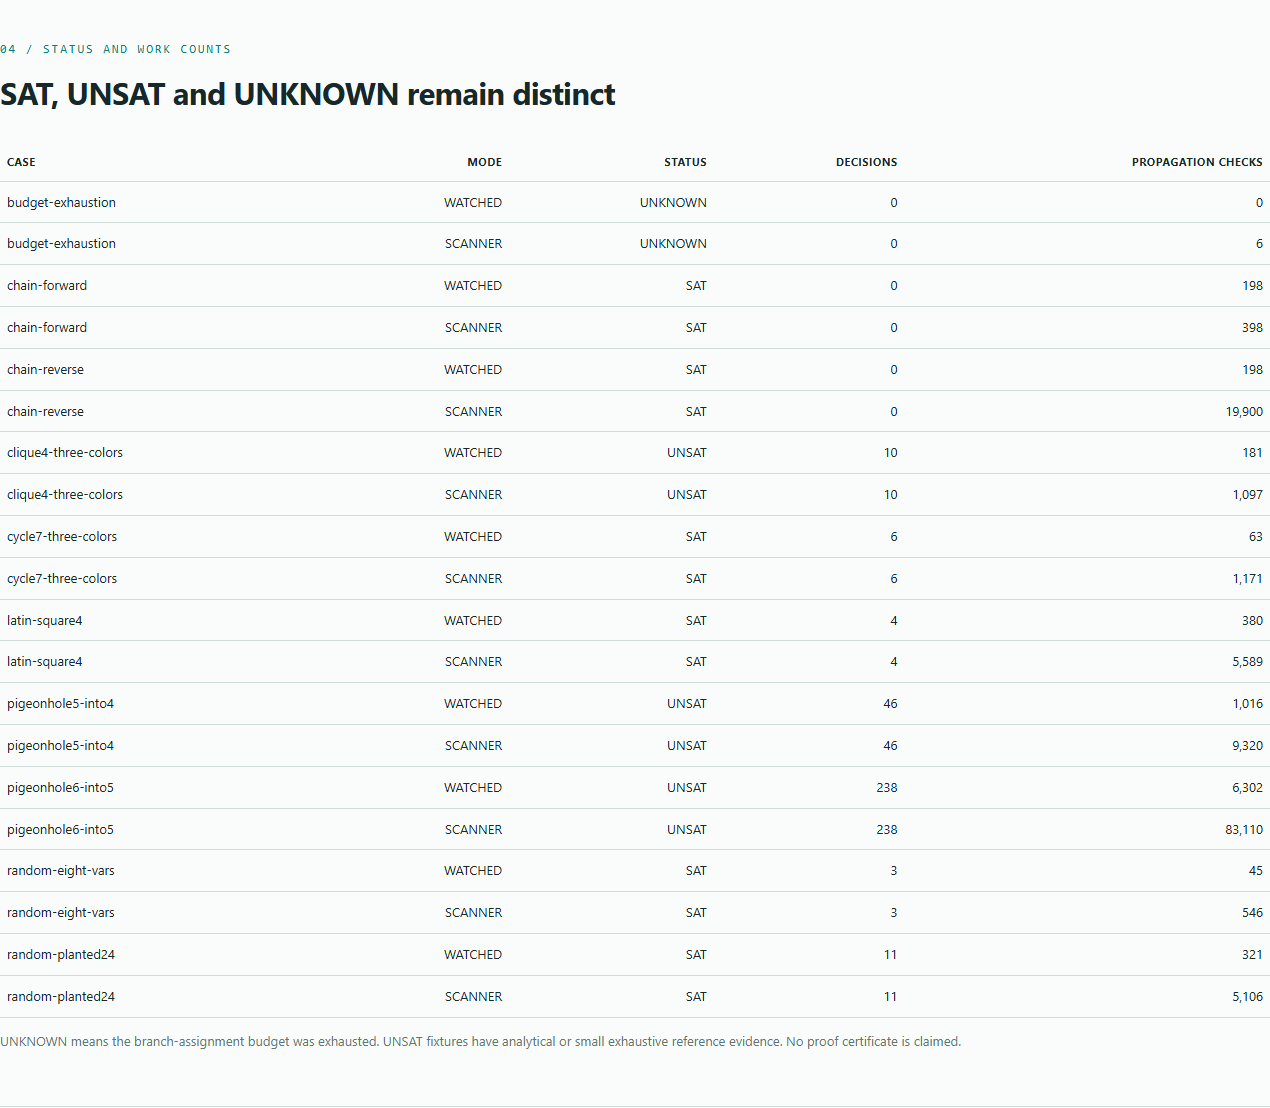 04 / STATUS AND WORK COUNTS
SAT, UNSAT and UNKNOWN remain distinct
CASE MODE STATUS DECISIONS PROPAGATION CHECKS
budget-exhaustion WATCHED UNKNOWN 0 0
budget-exhaustion SCANNER UNKNOWN 0 6
chain-forward WATCHED SAT 0 198
chain-forward SCANNER SAT 0 398
chain-reverse WATCHED SAT 0 198
chain-reverse SCANNER SAT 0 19,900
clique4-three-colors WATCHED UNSAT 10 181
clique4-three-colors SCANNER UNSAT 10 1,097
cycle7-three-colors WATCHED SAT 6 63
cycle7-three-colors SCANNER SAT 6 1,171
latin-square4 WATCHED SAT 4 380
latin-square4 SCANNER SAT 4 5,589
pigeonhole5-into4 WATCHED UNSAT 46 1,016
pigeonhole5-into4 SCANNER UNSAT 46 9,320
pigeonhole6-into5 WATCHED UNSAT 238 6,302
pigeonhole6-into5 SCANNER UNSAT 238 83,110
random-eight-vars WATCHED SAT 3 45
random-eight-vars SCANNER SAT 3 546
random-planted24 WATCHED SAT 11 321
random-planted24 SCANNER SAT 11 5,106
UNKNOWN means the branch-assignment budget was exhausted. UNSAT fixtures have analytical or small exhaustive reference evidence. No proof certificate is claimed.